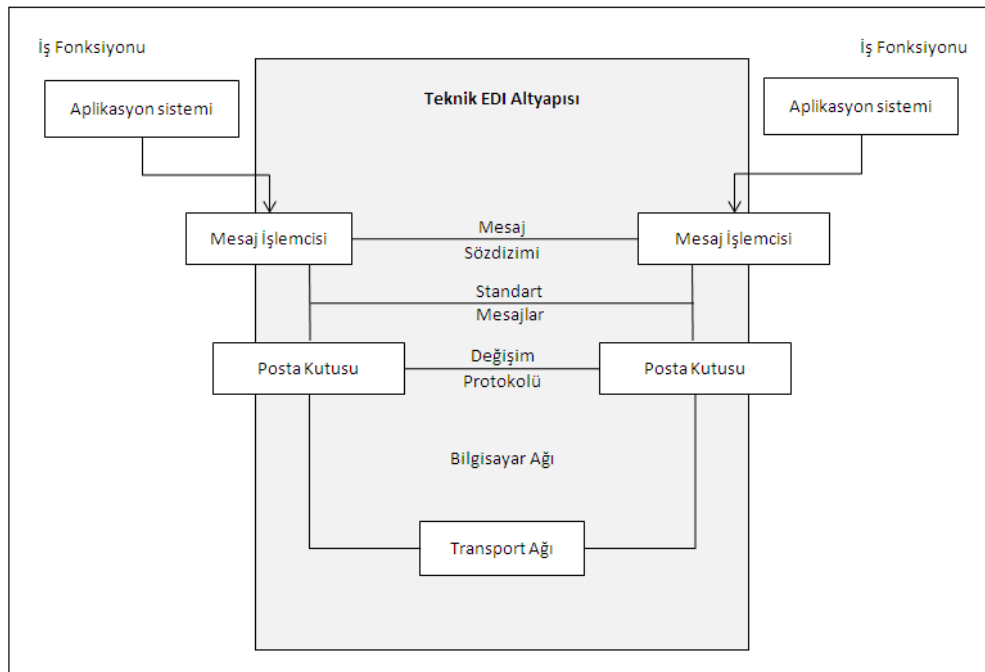 İş Fonksiyonu
İş Fonksiyonu
Aplikasyon sistemi
Teknik EDI Altyapısı
Aplikasyon sistemi
Mesaj İşlemcisi
Mesaj
Sözdizimi
Mesaj İşlemcisi
Standart
Mesajlar
Posta Kutusu
Değişim
Protokolü
Posta Kutusu
Bilgisayar Ağı
Transport Ağı